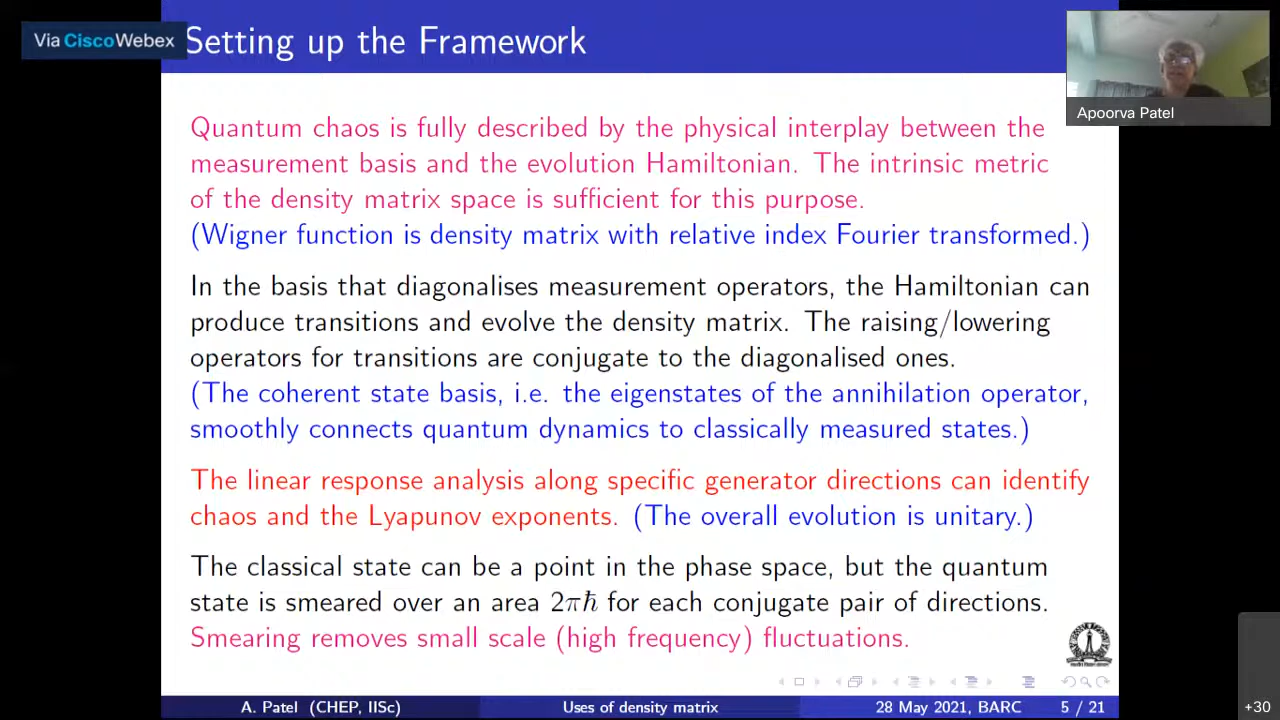 Via Cisco Webex
Setting up the Framework
Apoorva Patel
Quantum chaos is fully described by the physical interplay between the
measurement basis and the evolution Hamiltonian. The intrinsic metric
of the density matrix space is sufficient for this purpose.
(Wigner function is density matrix with relative index Fourier transformed.)
In the basis that diagonalises measurement operators, the Hamiltonian can
produce transitions and evolve the density matrix. The raising/lowering
operators for transitions are conjugate to the diagonalised ones.
(The coherent state basis, i.e. the eigenstates of the annihilation operator,
smoothly connects quantum dynamics to classically measured states.)
The linear response analysis along specific generator directions can identify
chaos and the Lyapunov exponents. (The overall evolution is unitary.)
The classical state can be a point in the phase space, but the quantum
state is smeared over an area 2πℏ for each conjugate pair of directions.
Smearing removes small scale (high frequency) fluctuations.
A. Patel (CHEP, IISc)
Uses of density matrix
28 May 2021, BARC
5 / 21
+30